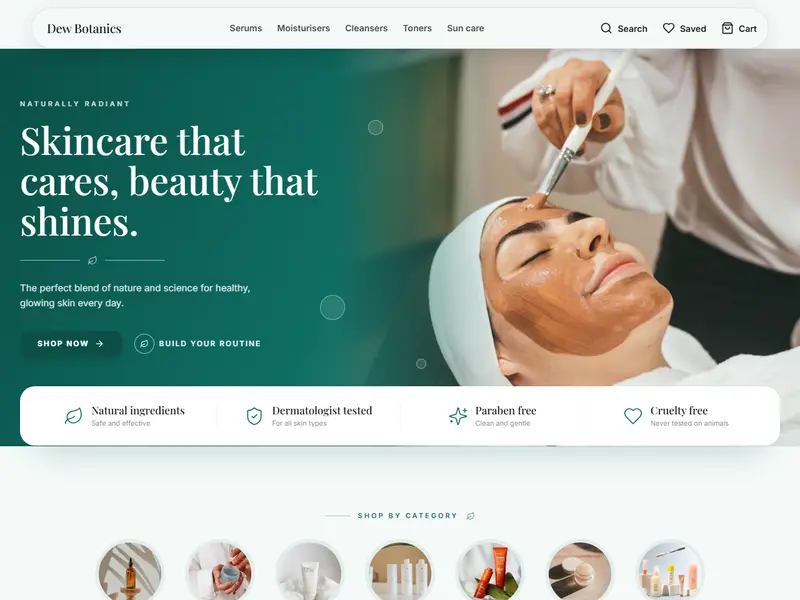 Dew Botanics
Serums
Moisturisers
Cleansers
Toners
Sun care
Search
Saved
Cart
NATURALLY RADIANT
Skincare that
cares, beauty that
shines.
The perfect blend of nature and science for healthy,
glowing skin every day.
SHOP NOW
BUILD YOUR ROUTINE
Natural ingredients
Safe and effective
Dermatologist tested
For all skin types
Paraben free
Clean and gentle
Cruelty free
Never tested on animals
SHOP BY CATEGORY